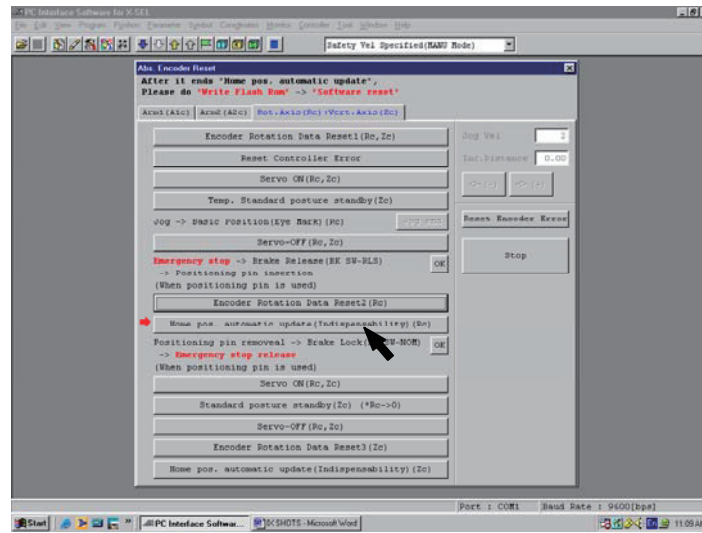 PC Interface Software for X-SEL
File Edit View Program Position Parameter Symbol Coordinate Monitor Controller Tool Window Help
Safety Vel Specified(MANU Mode)
Abs. Encoder Reset
After it ends "Home pos. automatic update",
Please do "Write Flash Rom" -> "Software reset"
Arm1(A1c) Arm2(A2c) Rot.Axis(Rc)+Vert.Axis(Zc)
Encoder Rotation Data Reset1(Rc,Zc)
Jog Vel
Reset Controller Error
Inc.Distance 0.00
Servo ON(Rc,Zc)
Temp. Standard posture standby(Zc)
Jog -> Basic Position(Eye Mark)(Rc)
Jog end
Reset Encoder Error
Servo-OFF(Rc,Zc)
Stop
Emergency stop -> Brake Release(BK SW-RLS)
-> Positioning pin insertion
(When positioning pin is used)
OK
Encoder Rotation Data Reset2(Rc)
Home pos. automatic update(Indispensability)(Rc)
Positioning pin removeal -> Brake Lock( SW-NOM)
-> Emergency stop release
(When positioning pin is used)
OK
Servo ON(Rc,Zc)
Standard posture standby(Zc) (*Rc->0)
Servo-OFF(Rc,Zc)
Encoder Rotation Data Reset3(Zc)
Home pos. automatic update(Indispensability)(Zc)
Port : COM1 Baud Rate : 9600[bps]
Start » PC Interface Softwar... IX SHOTS - Microsoft Word 11:09 AM